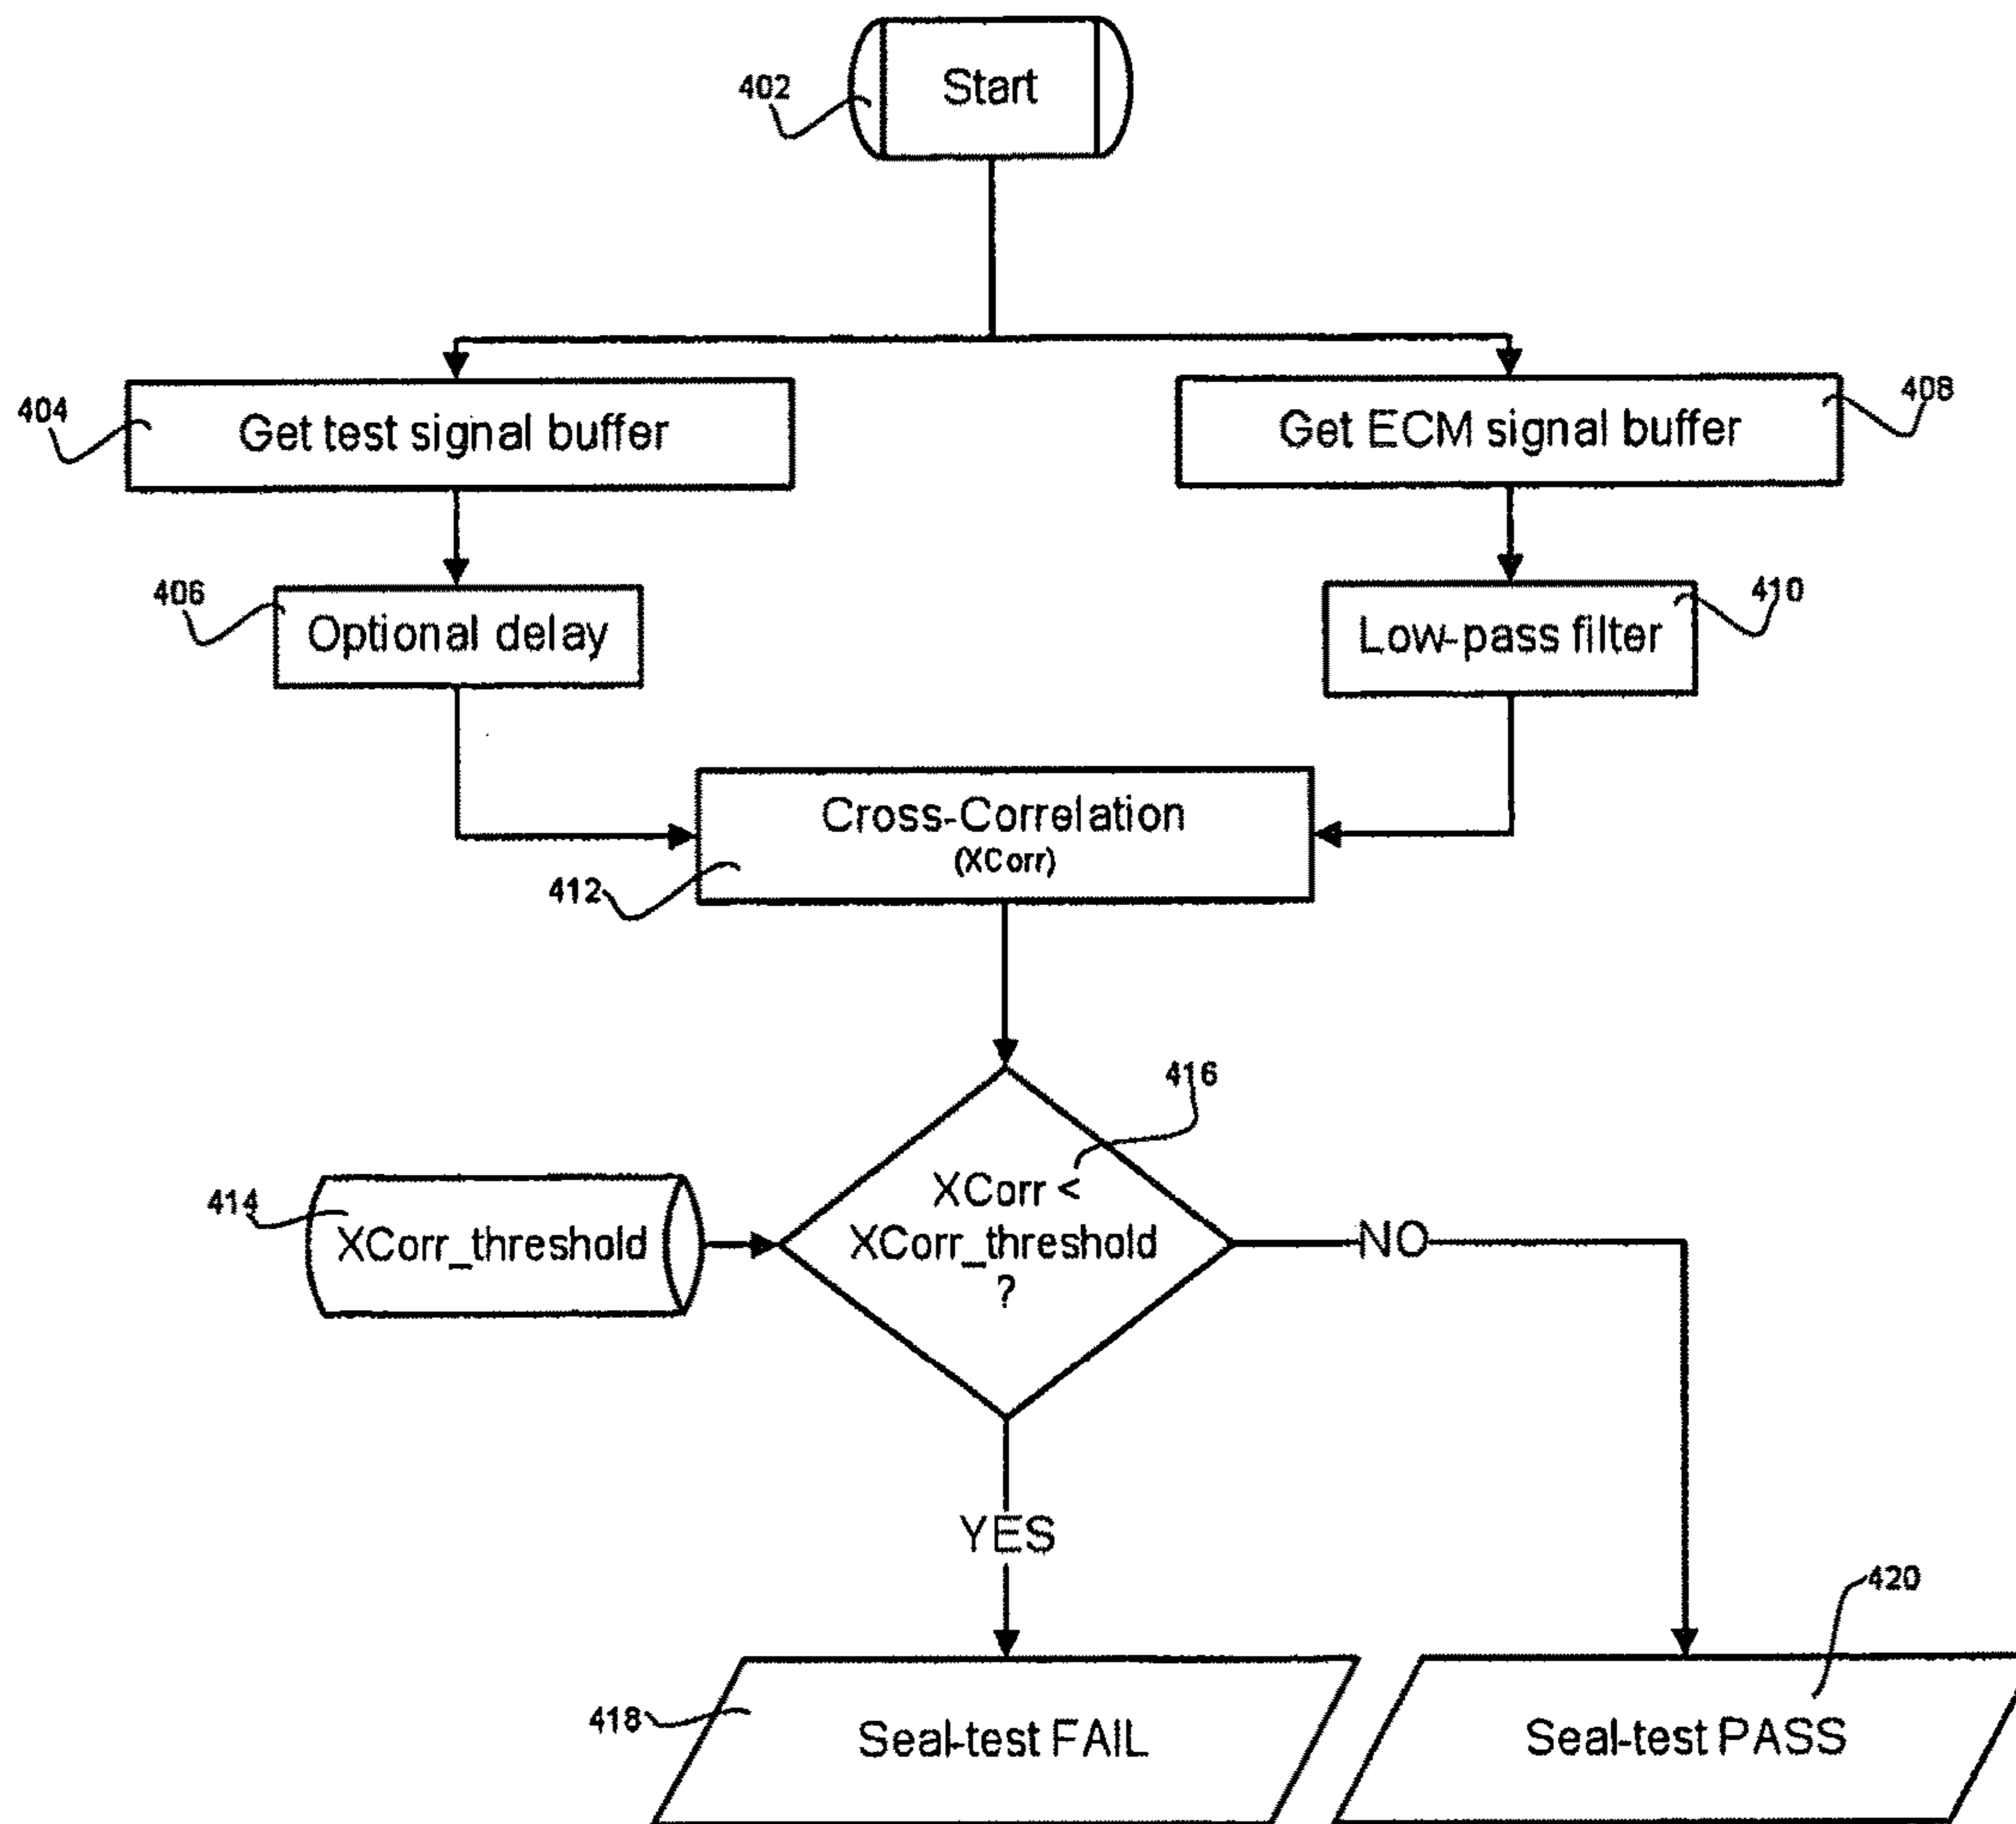 402
Start
404
Get test signal buffer
408
Get ECM signal buffer
406
Optional delay
410
Low-pass filter
Cross-Correlation
(XCorr)
412
416
414
XCorr_threshold
XCorr <
XCorr_threshold
?
NO
YES
420
418
Seal-test FAIL
Seal-test PASS